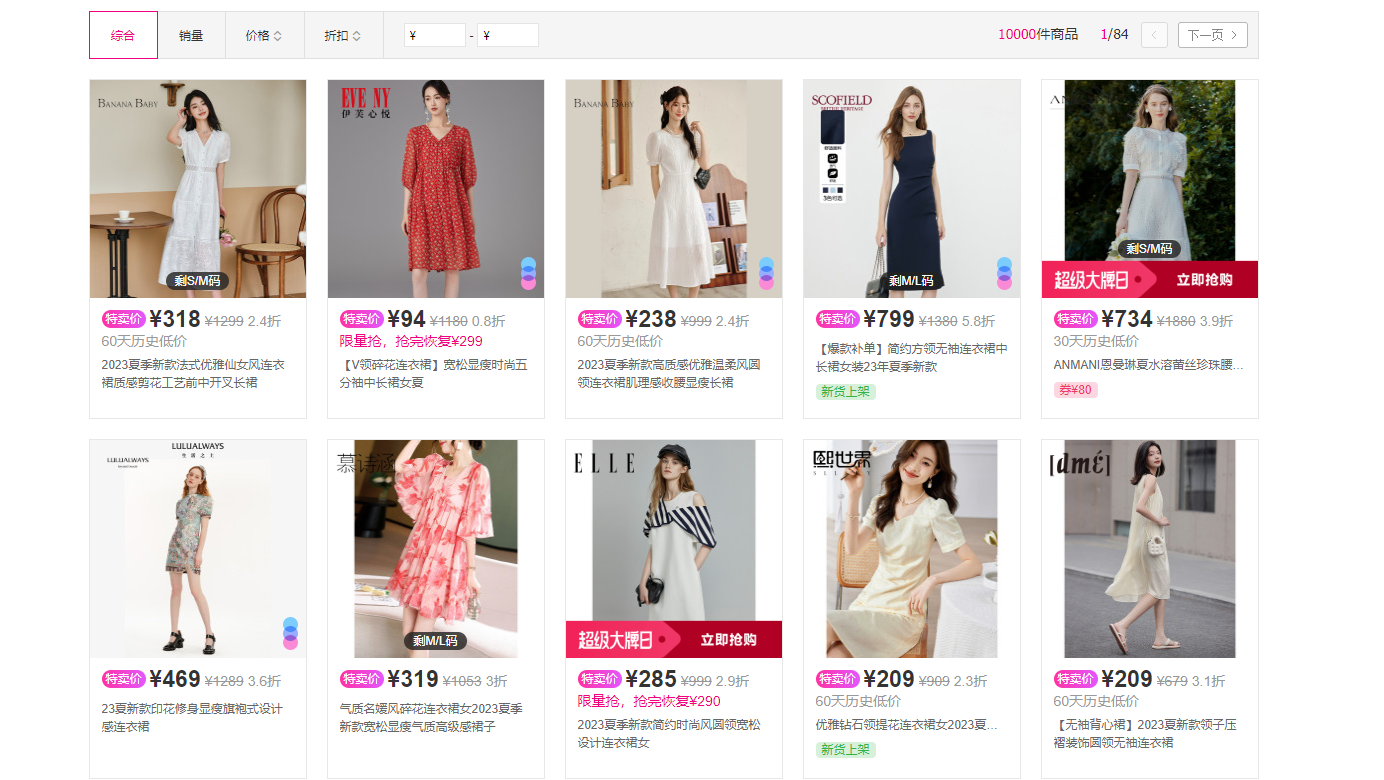 综合 销量 价格 折扣 ¥ - ¥ 10000件商品 1/84 下一页
BANANA BABY
剩S/M码
特卖价 ¥318 ¥1299 2.4折
60天历史低价
2023夏季新款法式优雅仙女风连衣
裙质感剪花工艺前中开叉长裙
EVE NY
伊芙心悦
特卖价 ¥94 ¥1180 0.8折
限量抢，抢完恢复¥299
【V领碎花连衣裙】宽松显瘦时尚五
分袖中长裙女夏
BANANA BABY
特卖价 ¥238 ¥999 2.4折
60天历史低价
2023夏季新款高质感优雅温柔风圆
领连衣裙肌理感收腰显瘦长裙
SCOFIELD
3色/可选
剩M/L码
特卖价 ¥799 ¥1380 5.8折
【爆款补单】简约方领无袖连衣裙中
长裙女装23年夏季新款
新货上架
剩S/M码
超级大牌日 立即抢购
特卖价 ¥734 ¥1880 3.9折
30天历史低价
ANMANI恩曼琳夏水溶蕾丝珍珠腰...
券¥80
LULUALWAYS
生活之上
LULUALWAYS
特卖价 ¥469 ¥1289 3.6折
23夏新款印花修身显瘦旗袍式设计
感连衣裙
慕诗涵
剩M/L码
特卖价 ¥319 ¥1053 3折
气质名媛风碎花连衣裙女2023夏季
新款宽松显瘦气质高级感裙子
ELLE
超级大牌日 立即抢购
特卖价 ¥285 ¥999 2.9折
限量抢，抢完恢复¥290
2023夏季新款简约时尚风圆领宽松
设计连衣裙女
熙世界
特卖价 ¥209 ¥909 2.3折
60天历史低价
优雅钻石领提花连衣裙女2023夏...
新货上架
[dmé]
特卖价 ¥209 ¥679 3.1折
60天历史低价
【无袖背心裙】2023夏新款领子压
褶装饰圆领无袖连衣裙